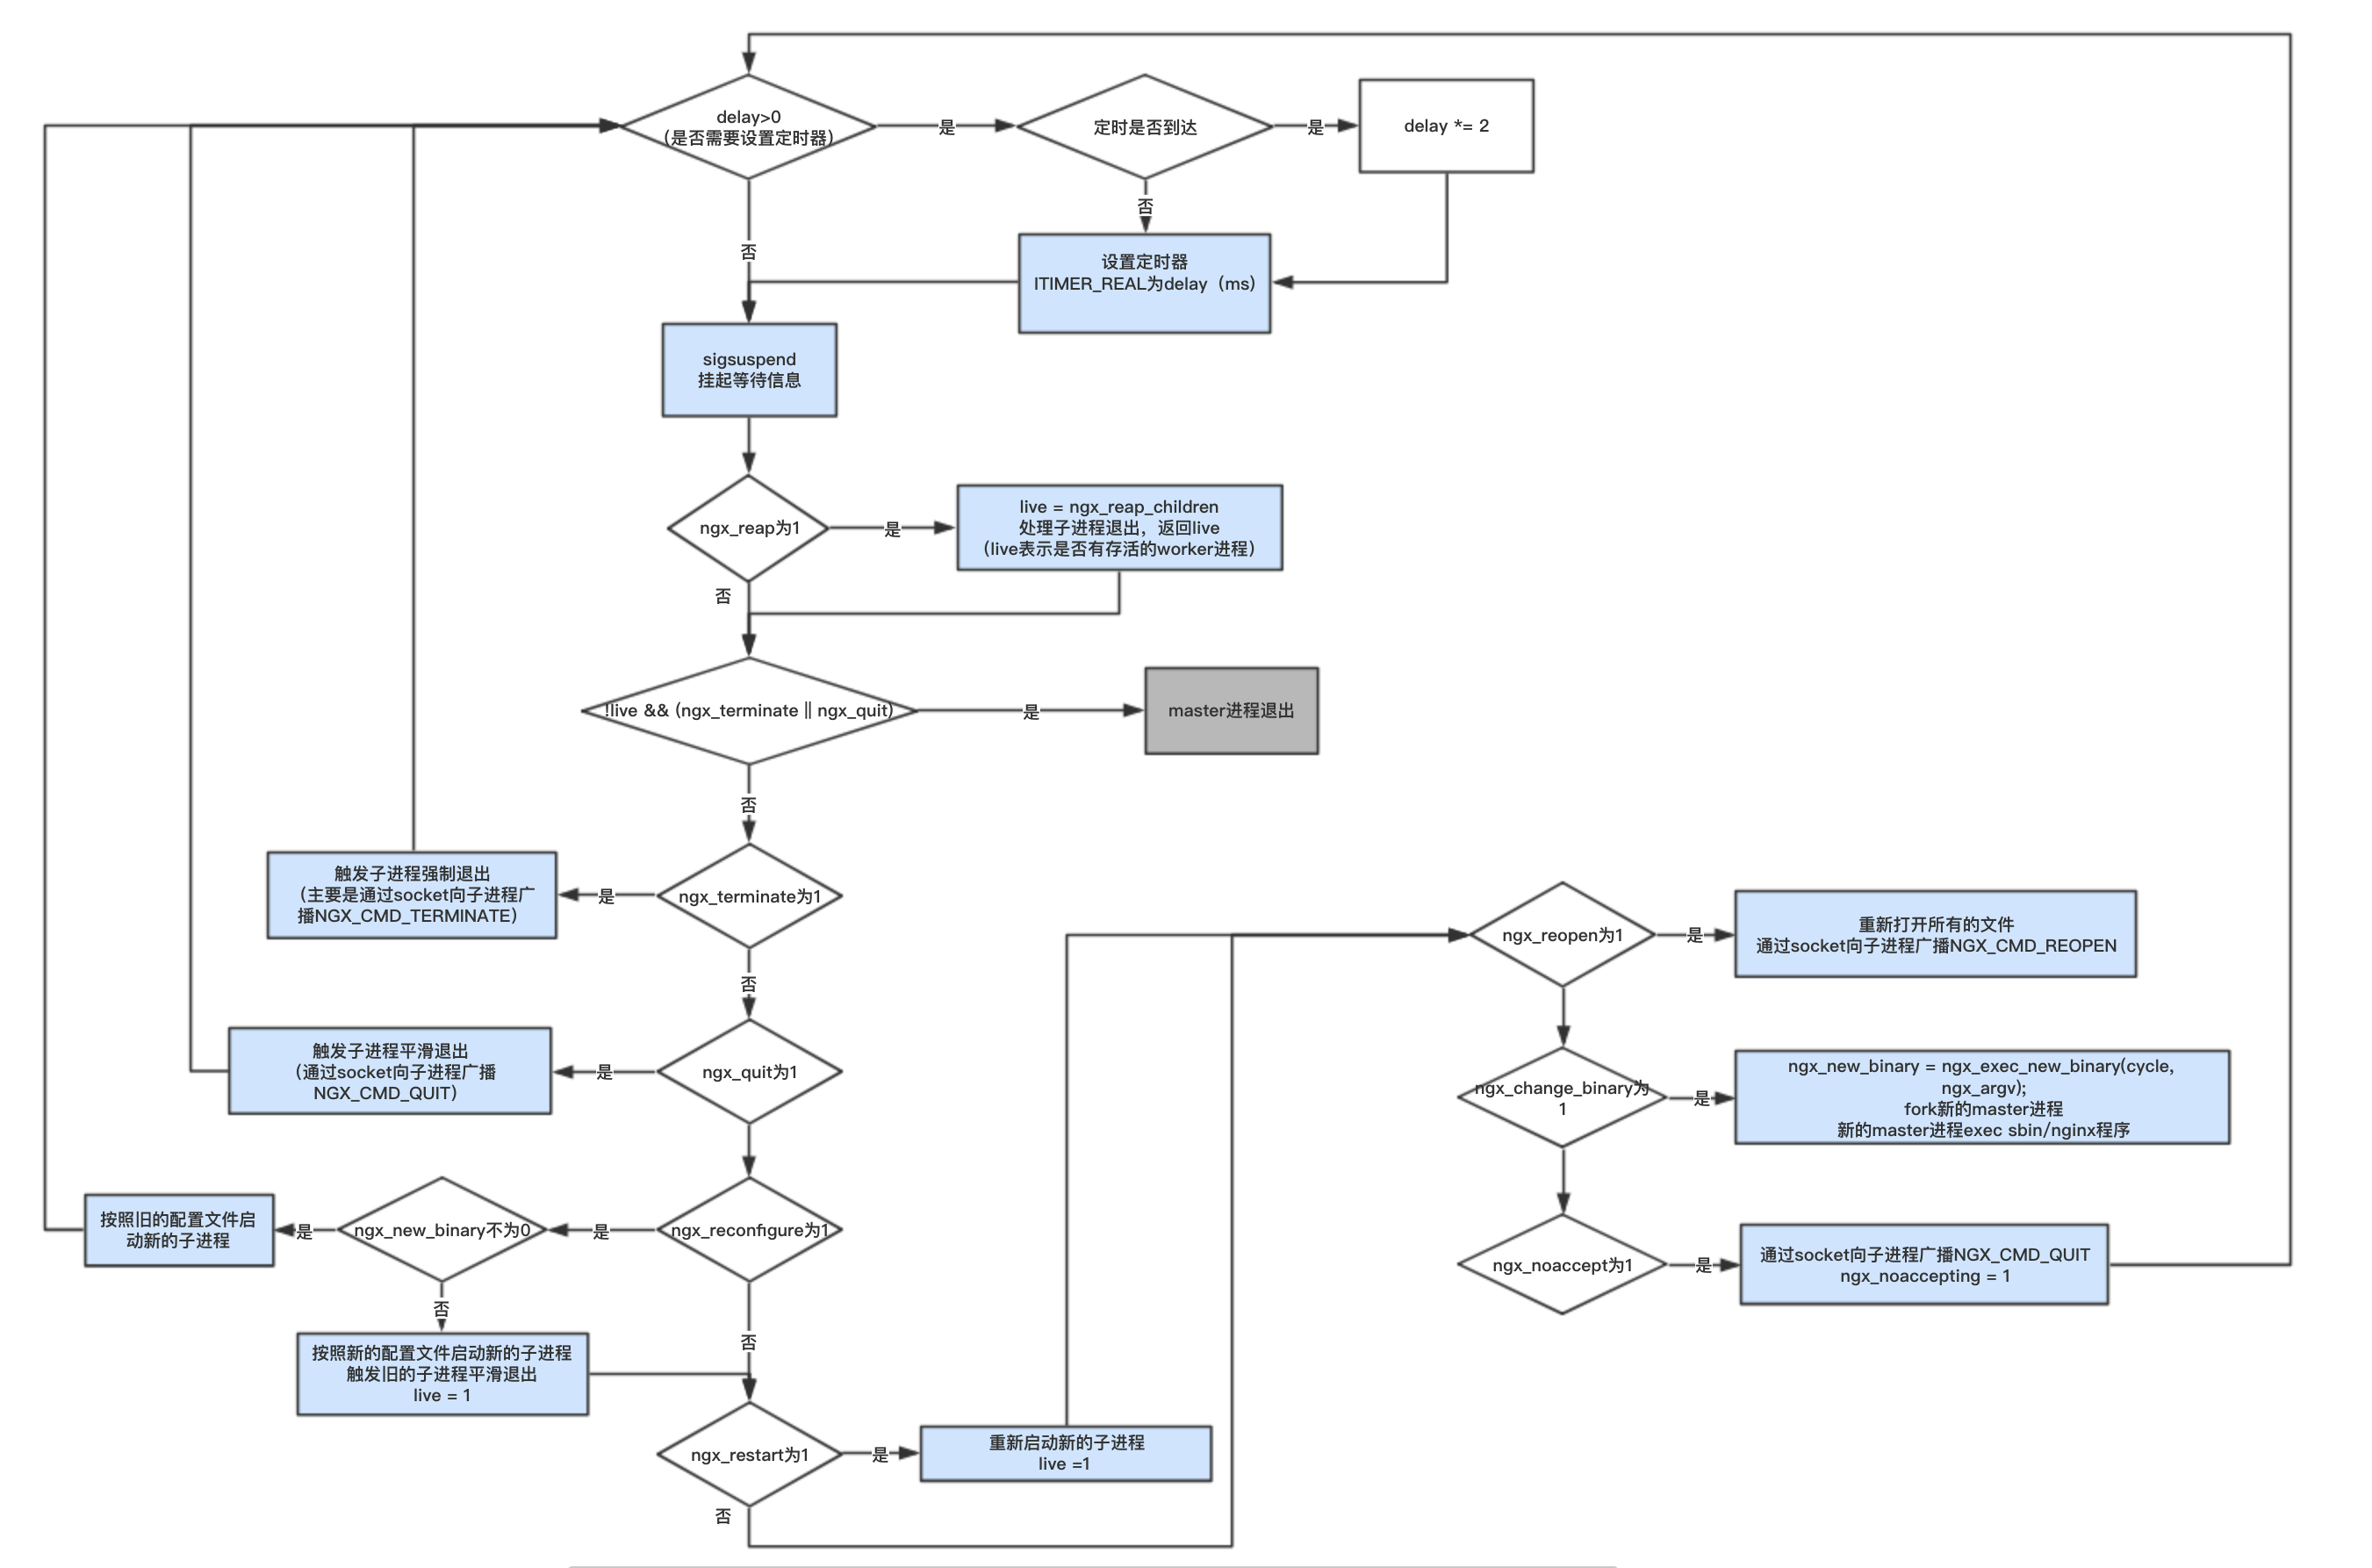 delay>0
(是否需要设置定时器)
是
定时是否到达
是
delay *= 2
否
否
设置定时器
ITIMER_REAL为delay（ms)
sigsuspend
挂起等待信息
ngx_reap为1
是
live = ngx_reap_children
处理子进程退出，返回live
（live表示是否有存活的worker进程）
否
!live && (ngx_terminate || ngx_quit)
是
master进程退出
否
触发子进程强制退出
（主要是通过socket向子进程广
播NGX_CMD_TERMINATE）
是
ngx_terminate为1
否
触发子进程平滑退出
（通过socket向子进程广播
NGX_CMD_QUIT）
是
ngx_quit为1
按照旧的配置文件启
动新的子进程
是
ngx_new_binary不为0
是
ngx_reconfigure为1
否
否
按照新的配置文件启动新的子进程
触发旧的子进程平滑退出
live = 1
ngx_restart为1
是
重新启动新的子进程
live =1
否
ngx_reopen为1
是
重新打开所有的文件
通过socket向子进程广播NGX_CMD_REOPEN
ngx_change_binary为
1
是
ngx_new_binary = ngx_exec_new_binary(cycle,
ngx_argv);
fork新的master进程
新的master进程exec sbin/nginx程序
ngx_noaccept为1
是
通过socket向子进程广播NGX_CMD_QUIT
ngx_noaccepting = 1